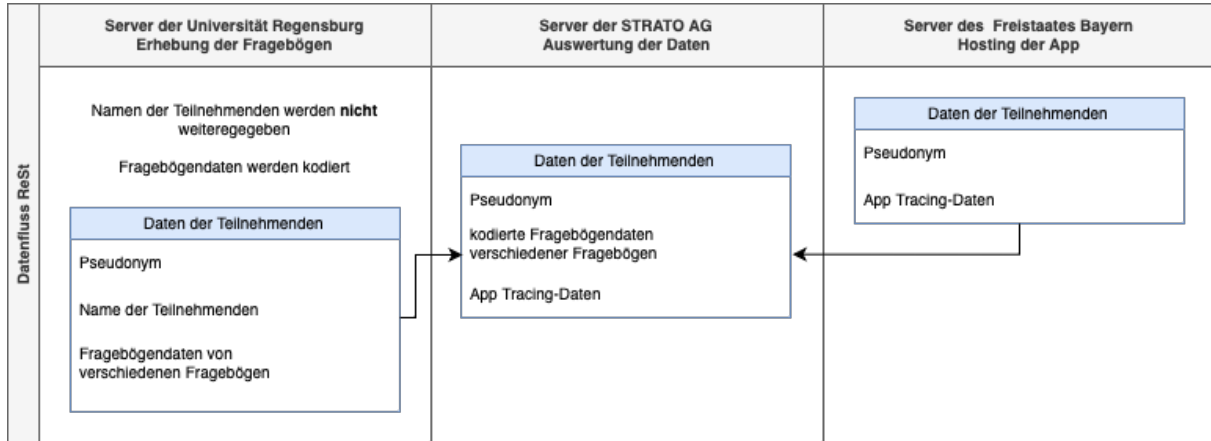 Server der Universität Regensburg
Erhebung der Fragebögen
Server der STRATO AG
Auswertung der Daten
Server des Freistaates Bayern
Hosting der App
Datenfluss ReSt
Namen der Teilnehmenden werden nicht
weiteregegeben
Fragebögendaten werden kodiert
Daten der Teilnehmenden
Pseudonym
Name der Teilnehmenden
Fragebögendaten von
verschiedenen Fragebögen
Daten der Teilnehmenden
Pseudonym
kodierte Fragebögendaten
verschiedener Fragebögen
App Tracing-Daten
Daten der Teilnehmenden
Pseudonym
App Tracing-Daten